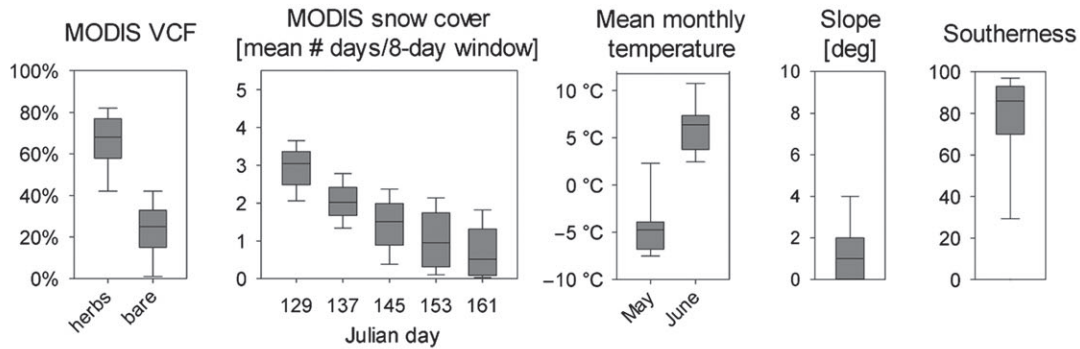 MODIS VCF
100%
80%
60%
40%
20%
0%
herbs
bare
MODIS snow cover
[mean # days/8-day window]
5
4
3
2
1
0
129 137 145 153 161
Julian day
Mean monthly
temperature
10 °C
5 °C
0 °C
−5 °C
−10 °C
May
June
Slope
[deg]
10
8
6
4
2
0
Southerness
100
80
60
40
20
0